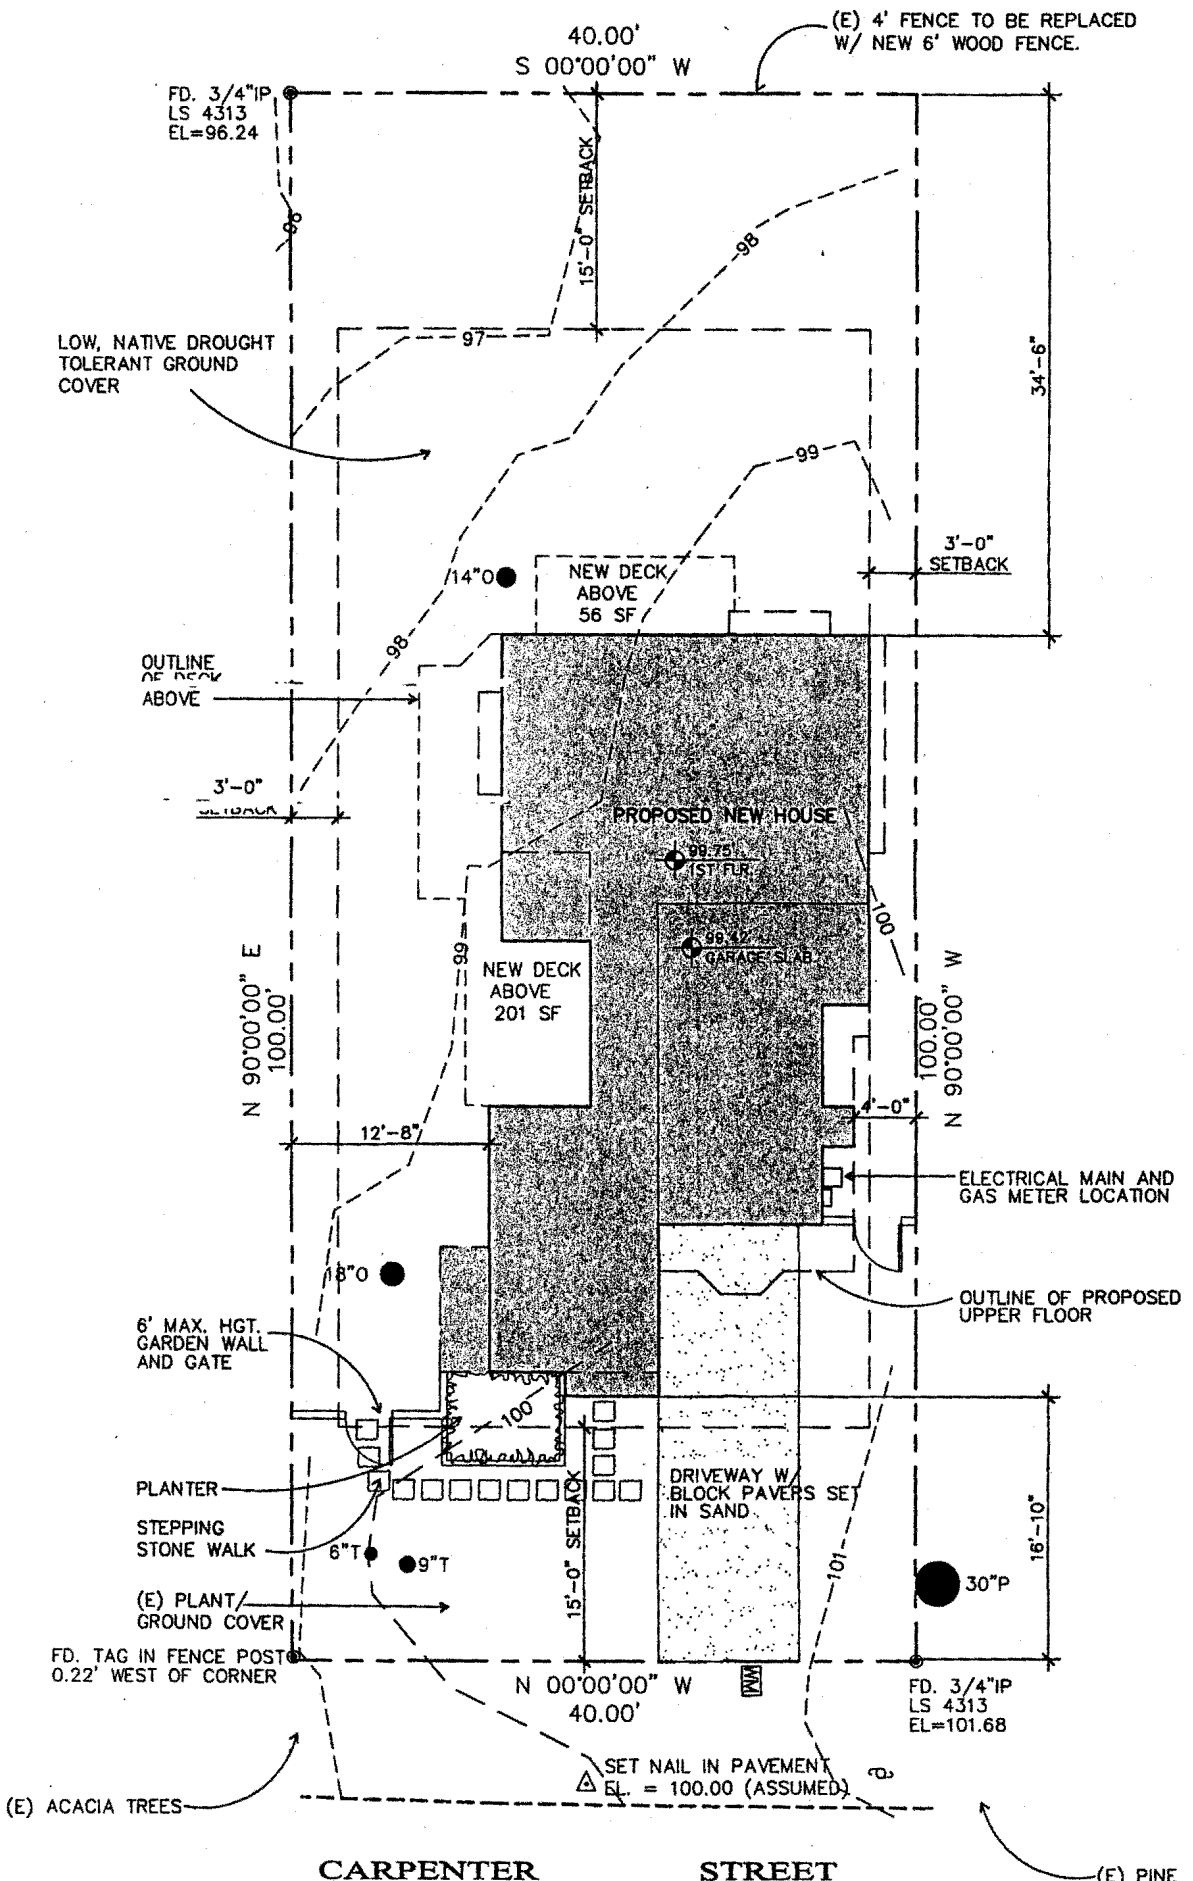 (E) 4' FENCE TO BE REPLACED
W/ NEW 6' WOOD FENCE.
40.00'
S 00°00'00" W
FD. 3/4"IP
LS 4313
EL=96.24
15'-0" SETBACK
96
98
97
LOW, NATIVE DROUGHT
TOLERANT GROUND
COVER
34'-6"
99
3'-0"
SETBACK
14"O
NEW DECK
ABOVE
56 SF
98
OUTLINE
OF DECK
ABOVE
3'-0"
SETBACK
PROPOSED NEW HOUSE
99.75'
1ST FLR.
100
99.42'
GARAGE SLAB
99
NEW DECK
ABOVE
201 SF
N 90°00'00" E
100.00'
100.00'
N 90°00'00" W
4'-0"
12'-8"
ELECTRICAL MAIN AND
GAS METER LOCATION
18"O
OUTLINE OF PROPOSED
UPPER FLOOR
6' MAX. HGT.
GARDEN WALL
AND GATE
100
PLANTER
DRIVEWAY W/
BLOCK PAVERS SET
IN SAND
15'-0" SETBACK
16'-10"
STEPPING
STONE WALK
6"T
9"T
101
30"P
(E) PLANT/
GROUND COVER
FD. TAG IN FENCE POST
0.22' WEST OF CORNER
N 00°00'00" W
40.00'
WM
FD. 3/4"IP
LS 4313
EL=101.68
SET NAIL IN PAVEMENT
EL. = 100.00 (ASSUMED)
(E) ACACIA TREES
CARPENTER STREET
(E) PINE